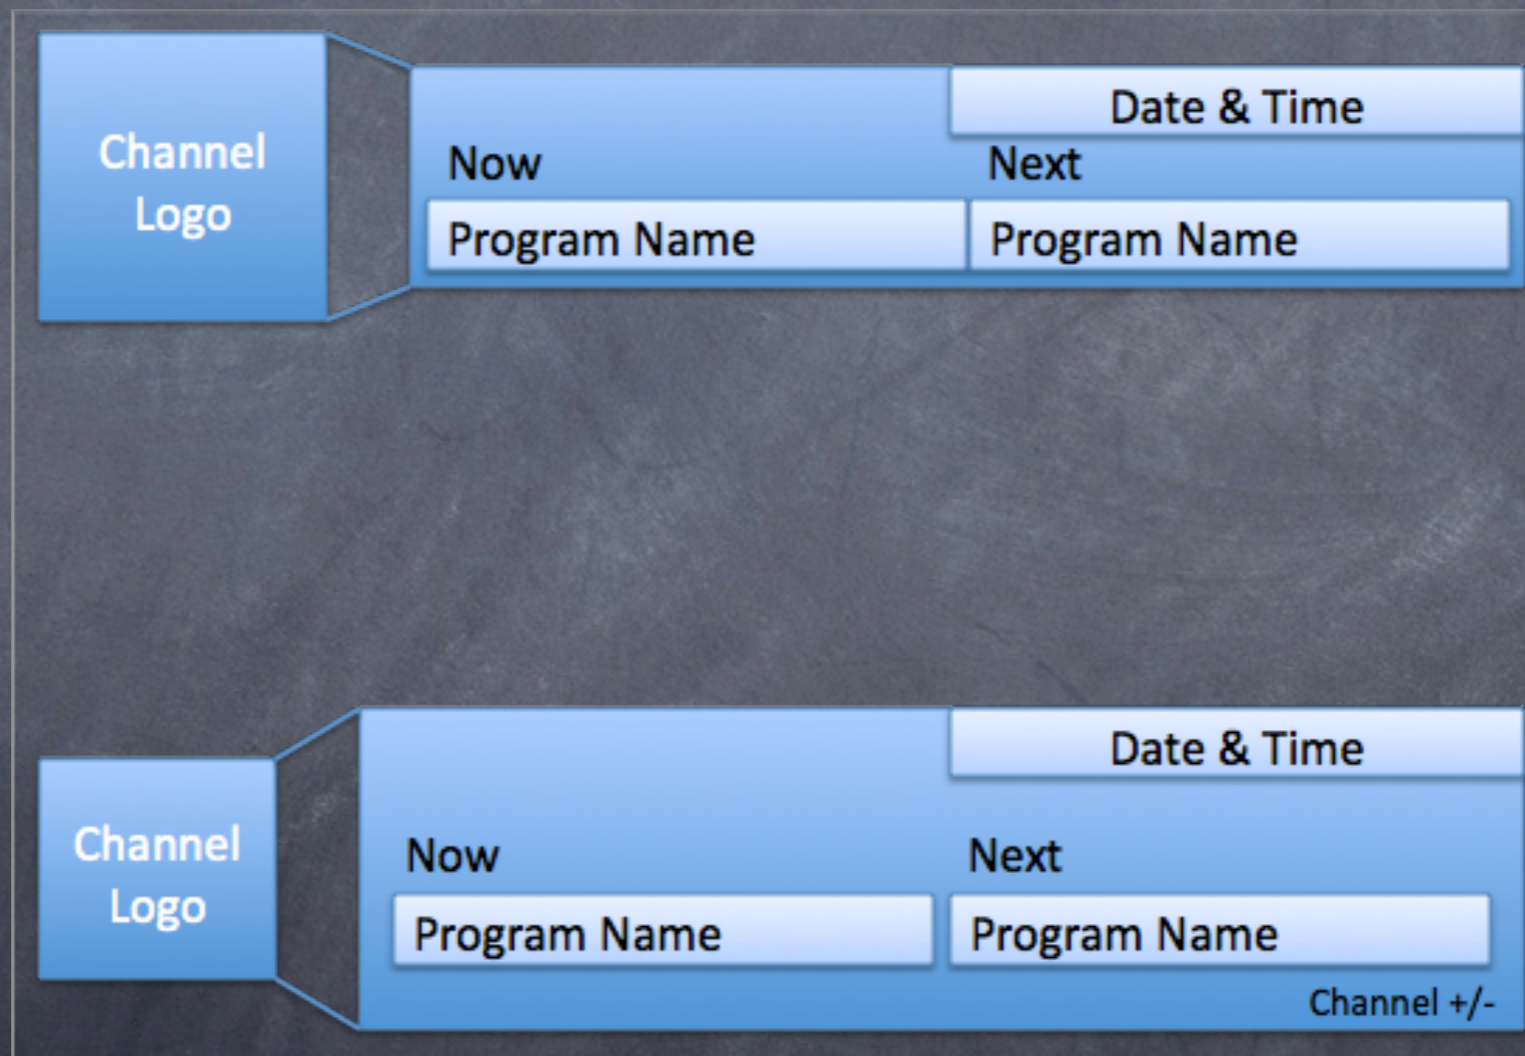 Channel
Logo
Date & Time
Now
Next
Program Name
Program Name
Date & Time
Channel
Logo
Now
Next
Program Name
Program Name
Channel +/-